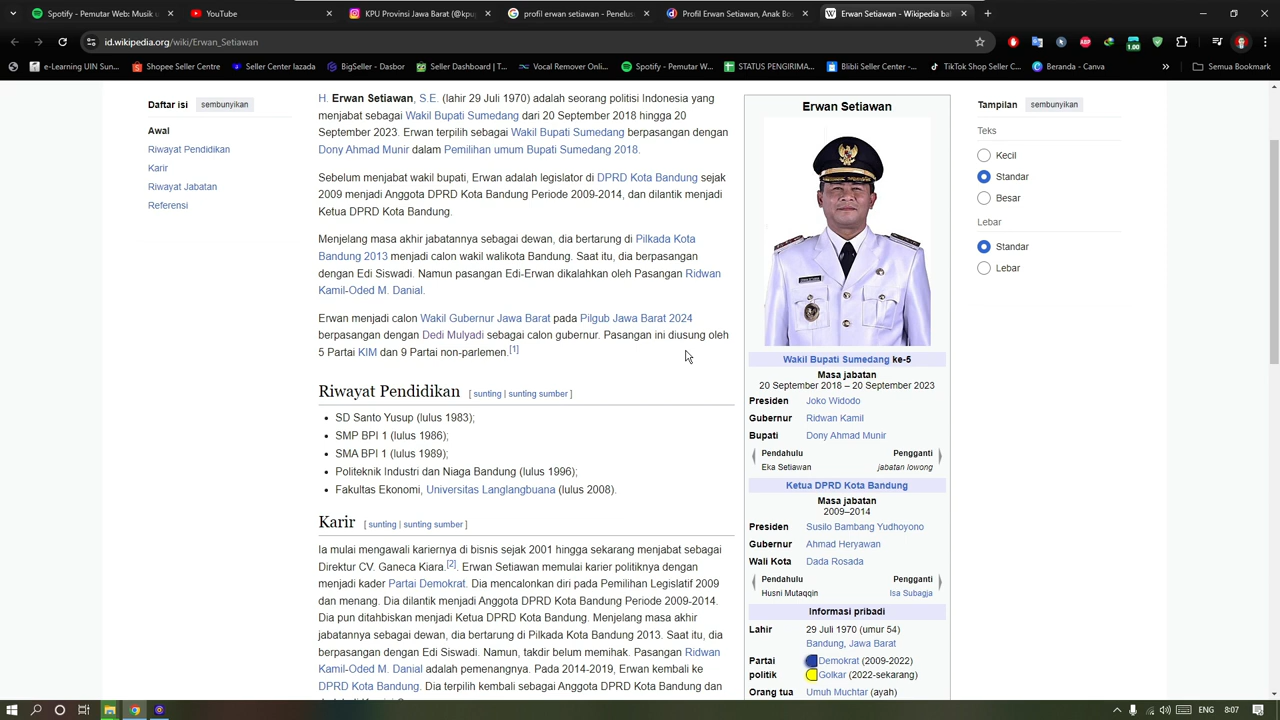 Spotify - Pemutar Web: Musik u
YouTube
KPU Provinsi Jawa Barat (@kpu
profil erwan setiawan - Penelus
Profil Erwin Setiawan, Anak Bo
Erwan Setiawan - Wikipedia bal
id.wikipedia.org/wiki/Erwan_Setiawan
1.00
e-Learning UIN Sun...
Shopee Seller Centre
Seller Center lazada
BigSeller - Dasbor
Seller Dashboard | T...
Vocal Remover Onli...
Spotify - Pemutar W...
STATUS PENGIRIMA...
Blibli Seller Center -
TikTok Shop Seller C...
Beranda - Canva
Semua Bookmark
Daftar isi
sembunyikan
Awal
Riwayat Pendidikan
Karir
Riwayat Jabatan
Referensi
H. Erwan Setiawan, S.E. (lahir 29 Juli 1970) adalah seorang politisi Indonesia yang
menjabat sebagai Wakil Bupati Sumedang dari 20 September 2018 hingga 20
September 2023. Erwan terpilih sebagai Wakil Bupati Sumedang berpasangan dengan
Dony Ahmad Munir dalam Pemilihan umum Bupati Sumedang 2018.
Sebelum menjabat wakil bupati, Erwan adalah legislator di DPRD Kota Bandung sejak
2009 menjadi Anggota DPRD Kota Bandung Periode 2009-2014, dan dilantik menjadi
Ketua DPRD Kota Bandung.
Menjelang masa akhir jabatannya sebagai dewan, dia bertarung di Pilkada Kota
Bandung 2013 menjadi calon wakil walikota Bandung. Saat itu, dia berpasangan
dengan Edi Siswadi. Namun pasangan Edi-Erwan dikalahkan oleh Pasangan Ridwan
Kamil-Oded M. Danial.
Erwan menjadi calon Wakil Gubernur Jawa Barat pada Pilgub Jawa Barat 2024
berpasangan dengan Dedi Mulyadi sebagai calon gubernur. Pasangan ini diusung oleh
5 Partai KIM dan 9 Partai non-parlemen.[1]
Riwayat Pendidikan [ sunting | sunting sumber ]
• SD Santo Yusup (lulus 1983);
• SMP BPI 1 (lulus 1986);
• SMA BPI 1 (lulus 1989);
• Politeknik Industri dan Niaga Bandung (lulus 1996);
• Fakultas Ekonomi, Universitas Langlangbuana (lulus 2008).
Karir [ sunting | sunting sumber ]
Ia mulai mengawali kariernya di bisnis sejak 2001 hingga sekarang menjabat sebagai
Direktur CV. Ganeca Kiara.[2]. Erwan Setiawan memulai karier politiknya dengan
menjadi kader Partai Demokrat. Dia mencalonkan diri pada Pemilihan Legislatif 2009
dan menang. Dia dilantik menjadi Anggota DPRD Kota Bandung Periode 2009-2014.
Dia pun ditahbiskan menjadi Ketua DPRD Kota Bandung. Menjelang masa akhir
jabatannya sebagai dewan, dia bertarung di Pilkada Kota Bandung 2013. Saat itu, dia
berpasangan dengan Edi Siswadi. Namun, takdir belum memihak. Pasangan Ridwan
Kamil-Oded M. Danial adalah pemenangnya. Pada 2014-2019, Erwan kembali ke
DPRD Kota Bandung. Dia terpilih kembali sebagai Anggota DPRD Kota Bandung dan
Erwan Setiawan
Wakil Bupati Sumedang ke-5
Masa jabatan
20 September 2018 – 20 September 2023
Presiden Joko Widodo
Gubernur Ridwan Kamil
Bupati Dony Ahmad Munir
Pendahulu Pengganti
Eka Setiawan jabatan lowong
Ketua DPRD Kota Bandung
Masa jabatan
2009–2014
Presiden Susilo Bambang Yudhoyono
Gubernur Ahmad Heryawan
Wali Kota Dada Rosada
Pendahulu Pengganti
Husni Mutaqqin Isa Subagja
Informasi pribadi
Lahir 29 Juli 1970 (umur 54)
Bandung, Jawa Barat
Partai Demokrat (2009-2022)
politik Golkar (2022-sekarang)
Orang tua Umuh Muchtar (ayah)
Tampilan
sembunyikan
Teks
Kecil
Standar
Besar
Lebar
Standar
Lebar
ENG
8:07